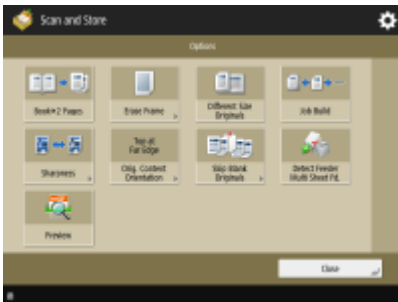 Scan and Store
Options
Book▸2 Pages
Erase Frame
Different Size
Originals
Job Build
Sharpness
Top at
Far Edge
Orig. Content
Orientation
Skip Blank
Originals
Detect Feeder
Multi Sheet Fd.
Preview
Close